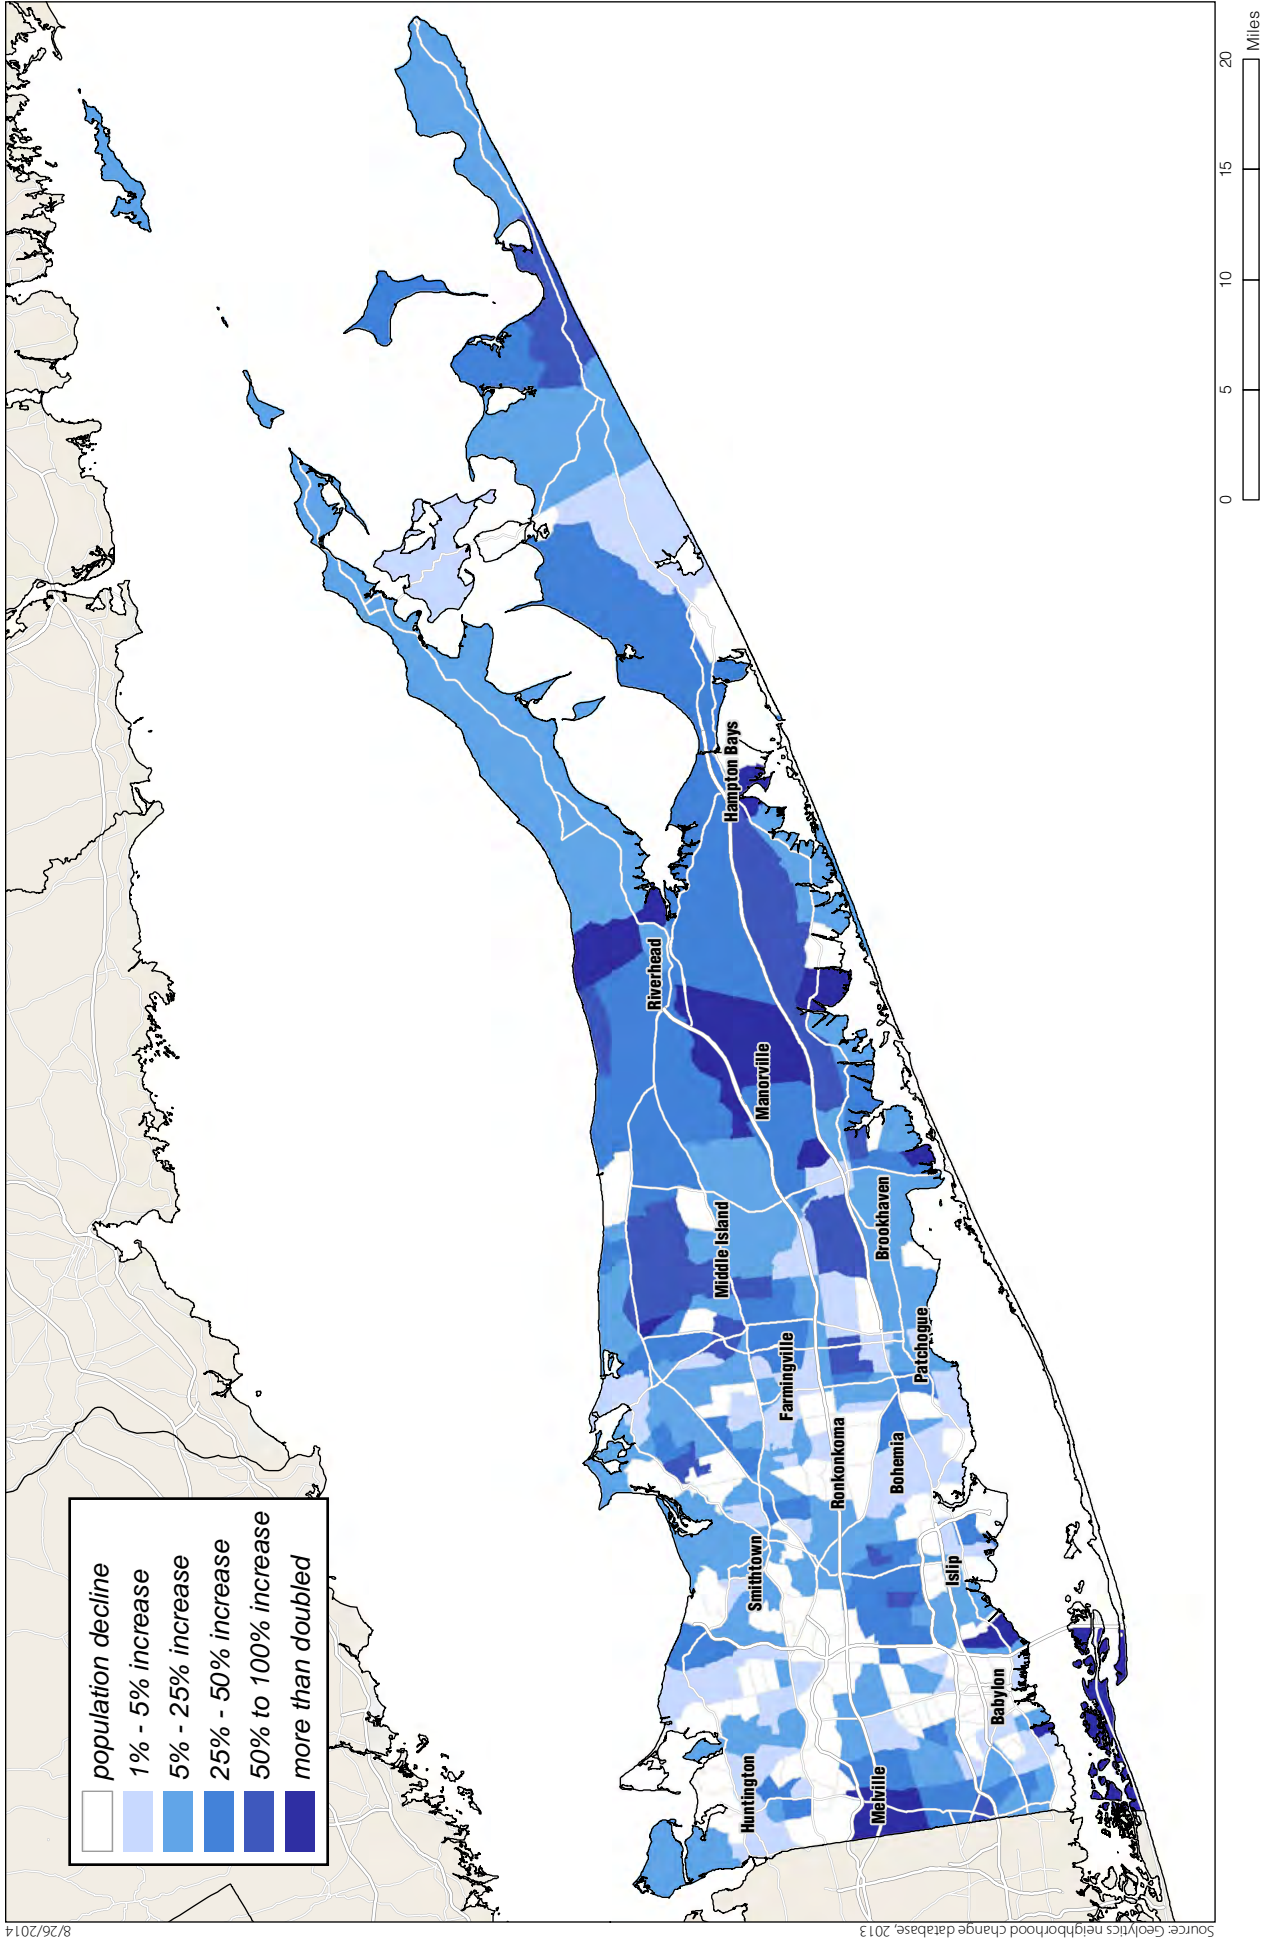 population decline
1% - 5% increase
5% - 25% increase
25% - 50% increase
50% to 100% increase
more than doubled
Huntington
Melville
Babylon
Smithtown
Islip
Ronkonkoma
Bohemia
Farmingville
Patchogue
Middle Island
Brookhaven
Manorville
Riverhead
Hampton Bays
0 5 10 15 20
Miles
8/26/2014
Source: Geolytics neighborhood change database, 2013